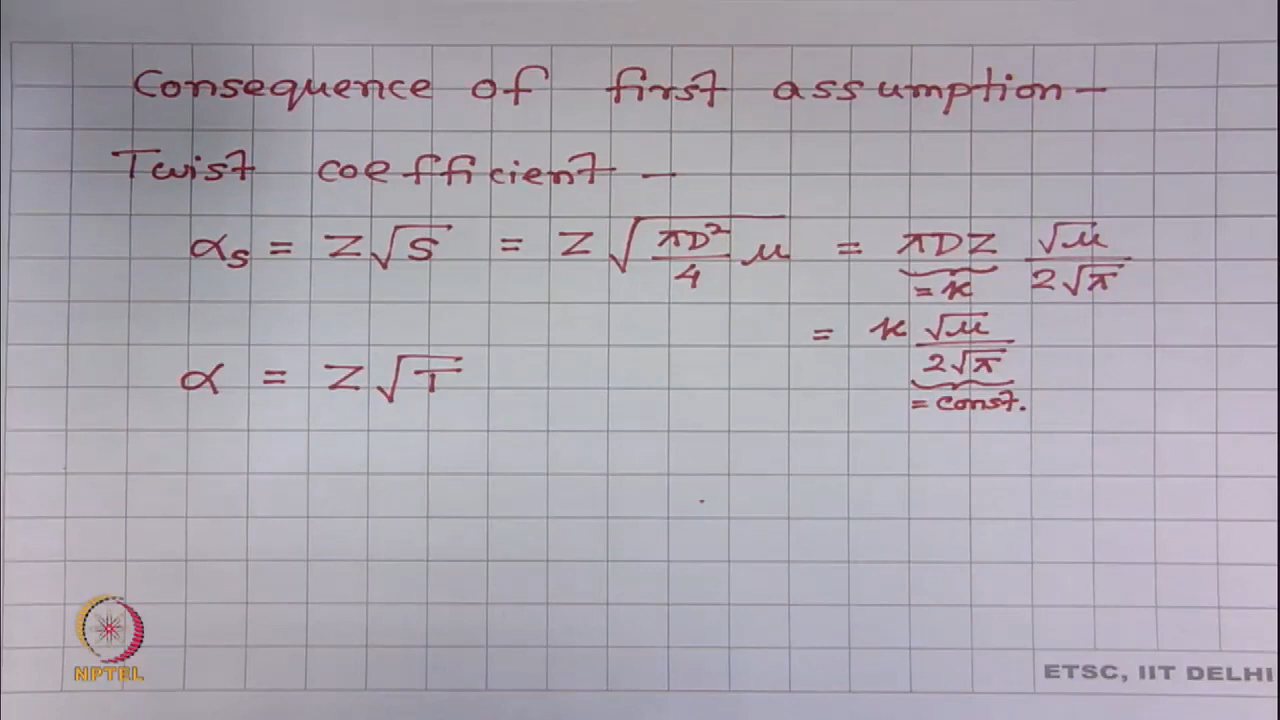 Consequence of first assumption –
Twist coefficient –
αₛ = Z√S = Z√(πD²/4 μ) = πDZ √μ/2√π
= κ
= κ √μ/2√π
= const.
α = Z√T
NPTEL
ETSC, IIT DELHI